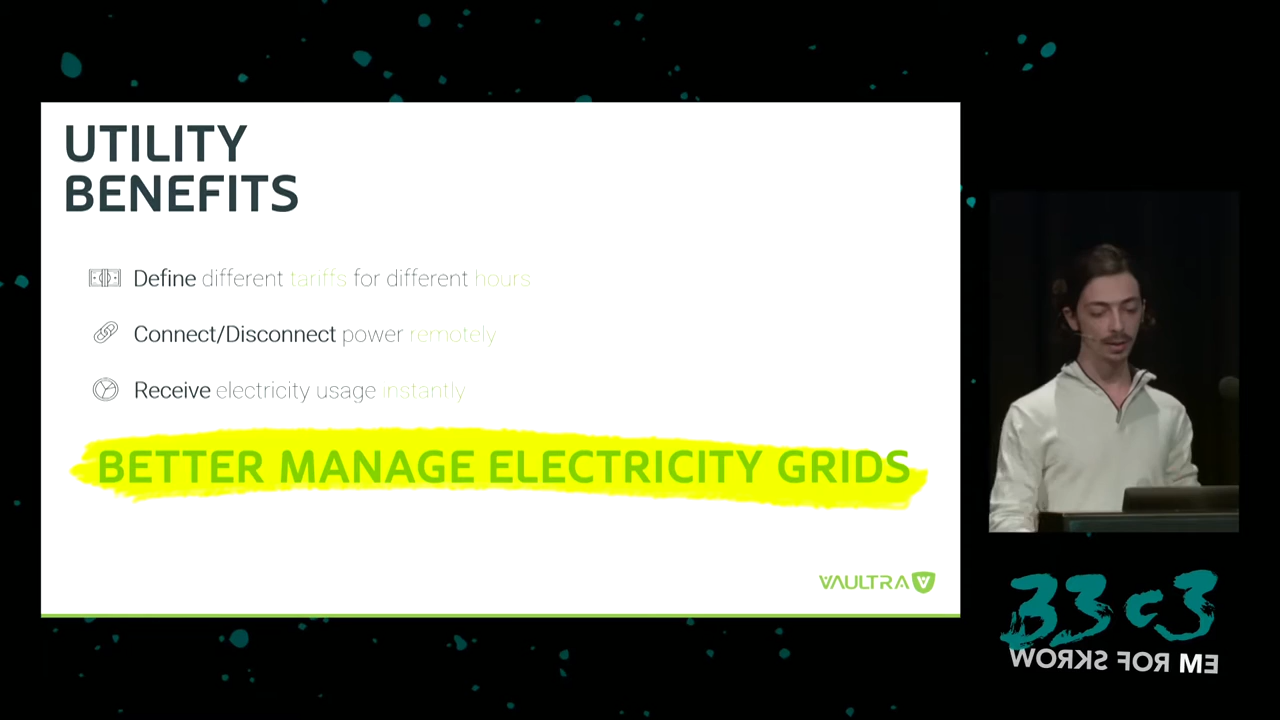 UTILITY
BENEFITS
Define different tariffs for different hours
Connect/Disconnect power remotely
Receive electricity usage instantly
BETTER MANAGE ELECTRICITY GRIDS
VAULTRA
33c3
WORKS FOR ME